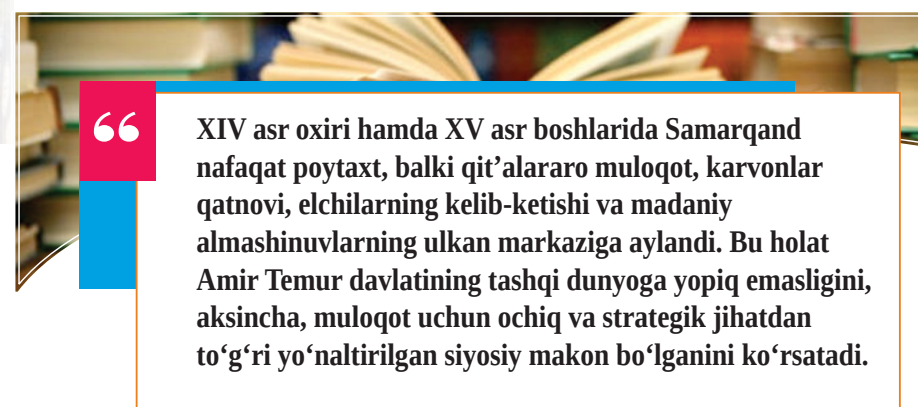 “
XIV asr oxiri hamda XV asr boshlarida Samarqand
nafaqat poytaxt, balki qit’alararo muloqot, karvonlar
qatnovi, elchilarning kelib-ketishi va madaniy
almashinuvlarning ulkan markaziga aylandi. Bu holat
Amir Temur davlatining tashqi dunyoga yopiq emasligini,
aksincha, muloqot uchun ochiq va strategik jihatdan
to‘g‘ri yo‘naltirilgan siyosiy makon bo‘lganini ko‘rsatadi.